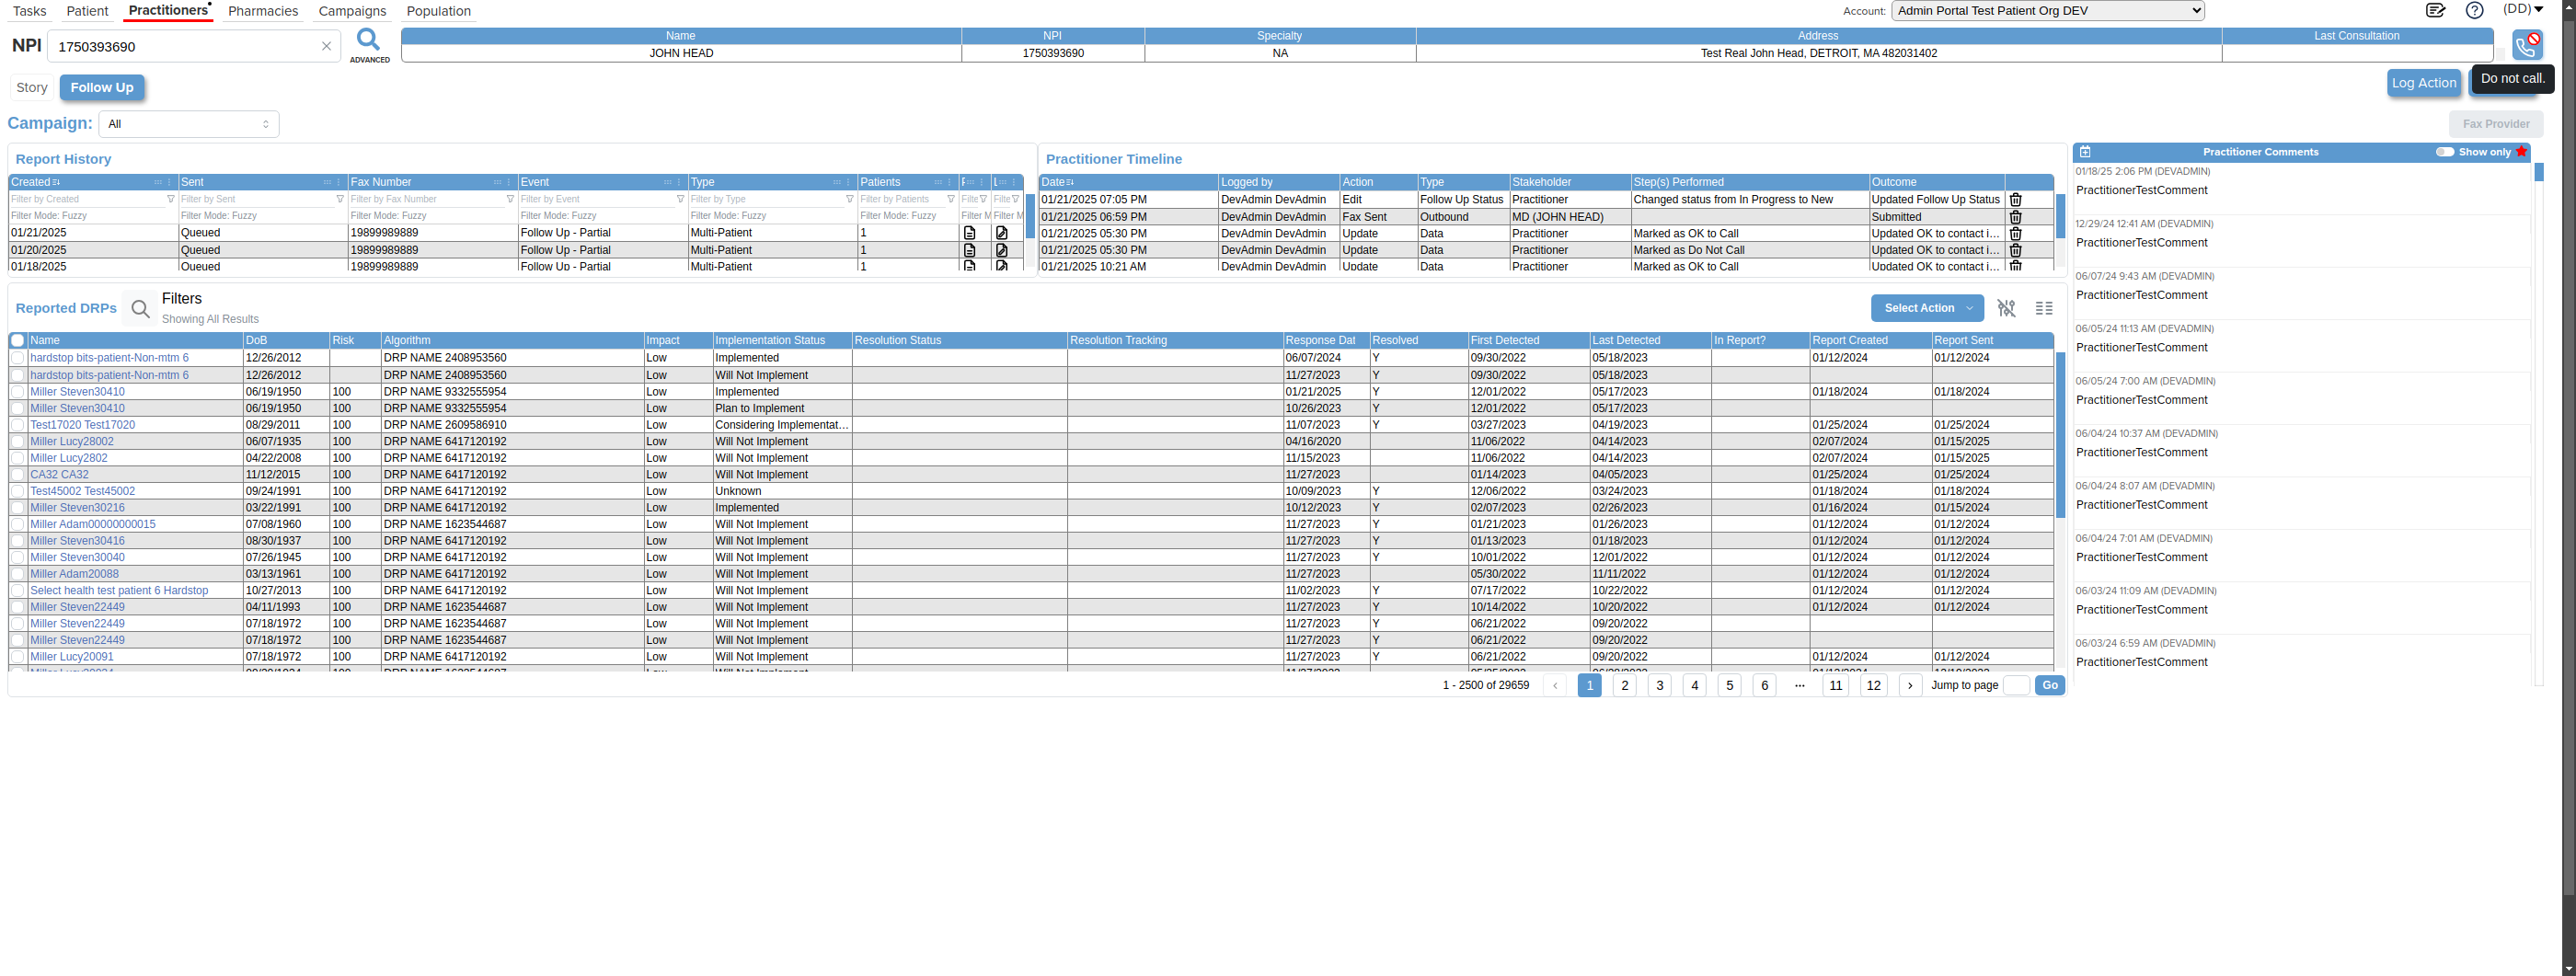 Tasks Patient Practitioners Pharmacies Campaigns Population Account: Admin Portal Test Patient Org DEV (DD)
NPI 1750393690 ADVANCED
Name NPI Specialty Address Last Consultation
JOHN HEAD 1750393690 NA Test Real John Head, DETROIT, MA 482031402
Story Follow Up Log Action Do not call.
Campaign: All Fax Provider
Report History
Created Sent Fax Number Event Type Patients
Filter by Created Filter by Sent Filter by Fax Number Filter by Event Filter by Type Filter by Patients Filte Filte
Filter Mode: Fuzzy Filter Mode: Fuzzy Filter Mode: Fuzzy Filter Mode: Fuzzy Filter Mode: Fuzzy Filter Mode: Fuzzy Filter M Filter M
01/21/2025 Queued 19899989889 Follow Up - Partial Multi-Patient 1
01/20/2025 Queued 19899989889 Follow Up - Partial Multi-Patient 1
01/18/2025 Queued 19899989889 Follow Up - Partial Multi-Patient 1
Practitioner Timeline
Date Logged by Action Type Stakeholder Step(s) Performed Outcome
01/21/2025 07:05 PM DevAdmin DevAdmin Edit Follow Up Status Practitioner Changed status from In Progress to New Updated Follow Up Status
01/21/2025 06:59 PM DevAdmin DevAdmin Fax Sent Outbound MD (JOHN HEAD) Submitted
01/21/2025 05:30 PM DevAdmin DevAdmin Update Data Practitioner Marked as OK to Call Updated OK to contact i...
01/21/2025 05:30 PM DevAdmin DevAdmin Update Data Practitioner Marked as Do Not Call Updated OK to contact i...
01/21/2025 10:21 AM DevAdmin DevAdmin Update Data Practitioner Marked as OK to Call Updated OK to contact i...
Reported DRPs Filters
Showing All Results
Select Action
Name DoB Risk Algorithm Impact Implementation Status Resolution Status Resolution Tracking Response Dat Resolved First Detected Last Detected In Report? Report Created Report Sent
hardstop bits-patient-Non-mtm 6 12/26/2012 DRP NAME 2408953560 Low Implemented 06/07/2024 Y 09/30/2022 05/18/2023 01/12/2024 01/12/2024
hardstop bits-patient-Non-mtm 6 12/26/2012 DRP NAME 2408953560 Low Will Not Implement 11/27/2023 Y 09/30/2022 05/18/2023
Miller Steven30410 06/19/1950 100 DRP NAME 9332555954 Low Implemented 01/21/2025 Y 12/01/2022 05/17/2023 01/18/2024 01/18/2024
Miller Steven30410 06/19/1950 100 DRP NAME 9332555954 Low Plan to Implement 10/26/2023 Y 12/01/2022 05/17/2023
Test17020 Test17020 08/29/2011 100 DRP NAME 2609586910 Low Considering Implementat... 11/07/2023 Y 03/27/2023 04/19/2023 01/25/2024 01/25/2024
Miller Lucy28002 06/07/1935 100 DRP NAME 6417120192 Low Will Not Implement 04/16/2020 11/06/2022 04/14/2023 02/07/2024 01/15/2025
Miller Lucy2802 04/22/2008 100 DRP NAME 6417120192 Low Will Not Implement 11/15/2023 11/06/2022 04/14/2023 02/07/2024 01/15/2025
CA32 CA32 11/12/2015 100 DRP NAME 6417120192 Low Will Not Implement 11/27/2023 01/14/2023 04/05/2023 01/25/2024 01/25/2024
Test45002 Test45002 09/24/1991 100 DRP NAME 6417120192 Low Unknown 10/09/2023 Y 12/06/2022 03/24/2023 01/18/2024 01/18/2024
Miller Steven30216 03/22/1991 100 DRP NAME 6417120192 Low Implemented 10/12/2023 Y 02/07/2023 02/26/2023 01/16/2024 01/15/2024
Miller Adam00000000015 07/08/1960 100 DRP NAME 1623544687 Low Will Not Implement 11/27/2023 Y 01/21/2023 01/26/2023 01/12/2024 01/12/2024
Miller Steven30416 08/30/1937 100 DRP NAME 6417120192 Low Will Not Implement 11/27/2023 Y 01/13/2023 01/18/2023 01/12/2024 01/12/2024
Miller Steven30040 07/26/1945 100 DRP NAME 6417120192 Low Will Not Implement 11/27/2023 Y 10/01/2022 12/01/2022 01/12/2024 01/12/2024
Miller Adam20088 03/13/1961 100 DRP NAME 6417120192 Low Will Not Implement 11/27/2023 05/30/2022 11/11/2022 01/12/2024 01/12/2024
Select health test patient 6 Hardstop 10/27/2013 100 DRP NAME 6417120192 Low Will Not Implement 11/02/2023 Y 07/17/2022 10/22/2022 01/12/2024 01/12/2024
Miller Steven22449 04/11/1993 100 DRP NAME 1623544687 Low Will Not Implement 11/27/2023 Y 10/14/2022 10/20/2022 01/12/2024 01/12/2024
Miller Steven22449 07/18/1972 100 DRP NAME 1623544687 Low Will Not Implement 11/27/2023 Y 06/21/2022 09/20/2022
Miller Steven22449 07/18/1972 100 DRP NAME 1623544687 Low Will Not Implement 11/27/2023 Y 06/21/2022 09/20/2022
Miller Lucy20091 07/18/1972 100 DRP NAME 6417120192 Low Will Not Implement 11/27/2023 Y 06/21/2022 09/20/2022 01/12/2024 01/12/2024
1 - 2500 of 29659 1 2 3 4 5 6 ... 11 12 Jump to page Go
Practitioner Comments Show only
01/18/25 2:06 PM (DEVADMIN)
PractitionerTestComment
12/29/24 12:41 AM (DEVADMIN)
PractitionerTestComment
06/07/24 9:43 AM (DEVADMIN)
PractitionerTestComment
06/05/24 11:13 AM (DEVADMIN)
PractitionerTestComment
06/05/24 7:00 AM (DEVADMIN)
PractitionerTestComment
06/04/24 10:37 AM (DEVADMIN)
PractitionerTestComment
06/04/24 8:07 AM (DEVADMIN)
PractitionerTestComment
06/04/24 7:01 AM (DEVADMIN)
PractitionerTestComment
06/03/24 11:09 AM (DEVADMIN)
PractitionerTestComment
06/03/24 6:59 AM (DEVADMIN)
PractitionerTestComment